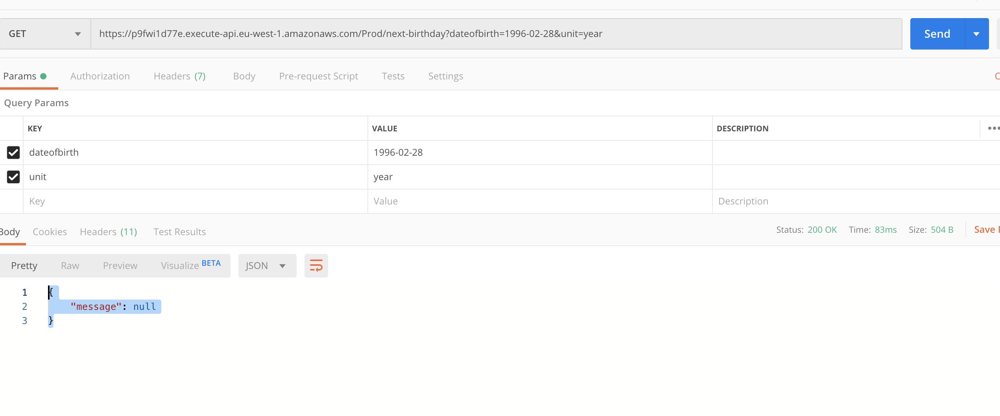 GET https://p9fwi1d77e.execute-api.eu-west-1.amazonaws.com/Prod/next-birthday?dateofbirth=1996-02-28&unit=year Send
Params Authorization Headers (7) Body Pre-request Script Tests Settings
Query Params
KEY VALUE DESCRIPTION
dateofbirth 1996-02-28
unit year
Key Value Description
Body Cookies Headers (11) Test Results Status: 200 OK Time: 83ms Size: 504 B Save
Pretty Raw Preview Visualize BETA JSON
1 {
2 "message": null
3 }